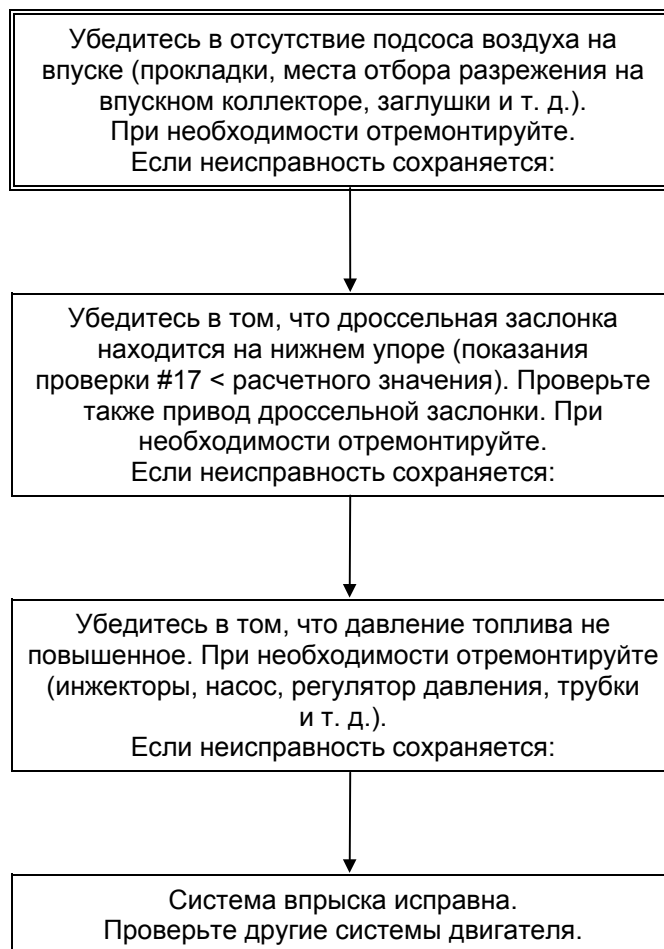 Убедитесь в отсутствие подсоса воздуха на
впуске (прокладки, места отбора разрежения на
впускном коллекторе, заглушки и т. д.).
При необходимости отремонтируйте.
Если неисправность сохраняется:
Убедитесь в том, что дроссельная заслонка
находится на нижнем упоре (показания
проверки #17 < расчетного значения). Проверьте
также привод дроссельной заслонки. При
необходимости отремонтируйте.
Если неисправность сохраняется:
Убедитесь в том, что давление топлива не
повышенное. При необходимости отремонтируйте
(инжекторы, насос, регулятор давления, трубки
и т. д.).
Если неисправность сохраняется:
Система впрыска исправна.
Проверьте другие системы двигателя.